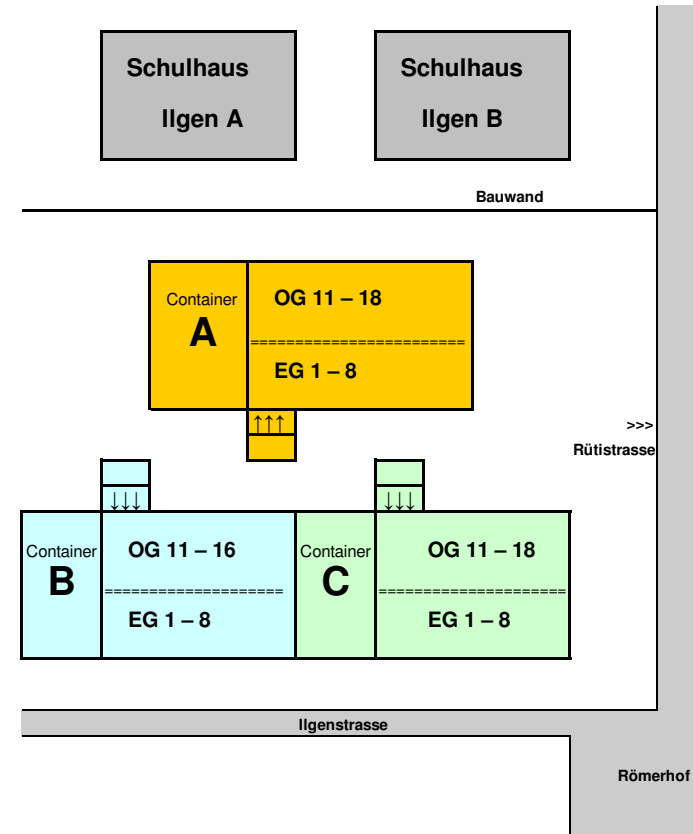 Schulhaus
Ilgen A
Schulhaus
Ilgen B
Bauwand
Container
A
OG 11 – 18
========================
EG 1 – 8
↑↑↑
>>>
Rütistrasse
↓↓↓
↓↓↓
Container
B
OG 11 – 16
====================
EG 1 – 8
Container
C
OG 11 – 18
=====================
EG 1 – 8
Ilgenstrasse
Römerhof